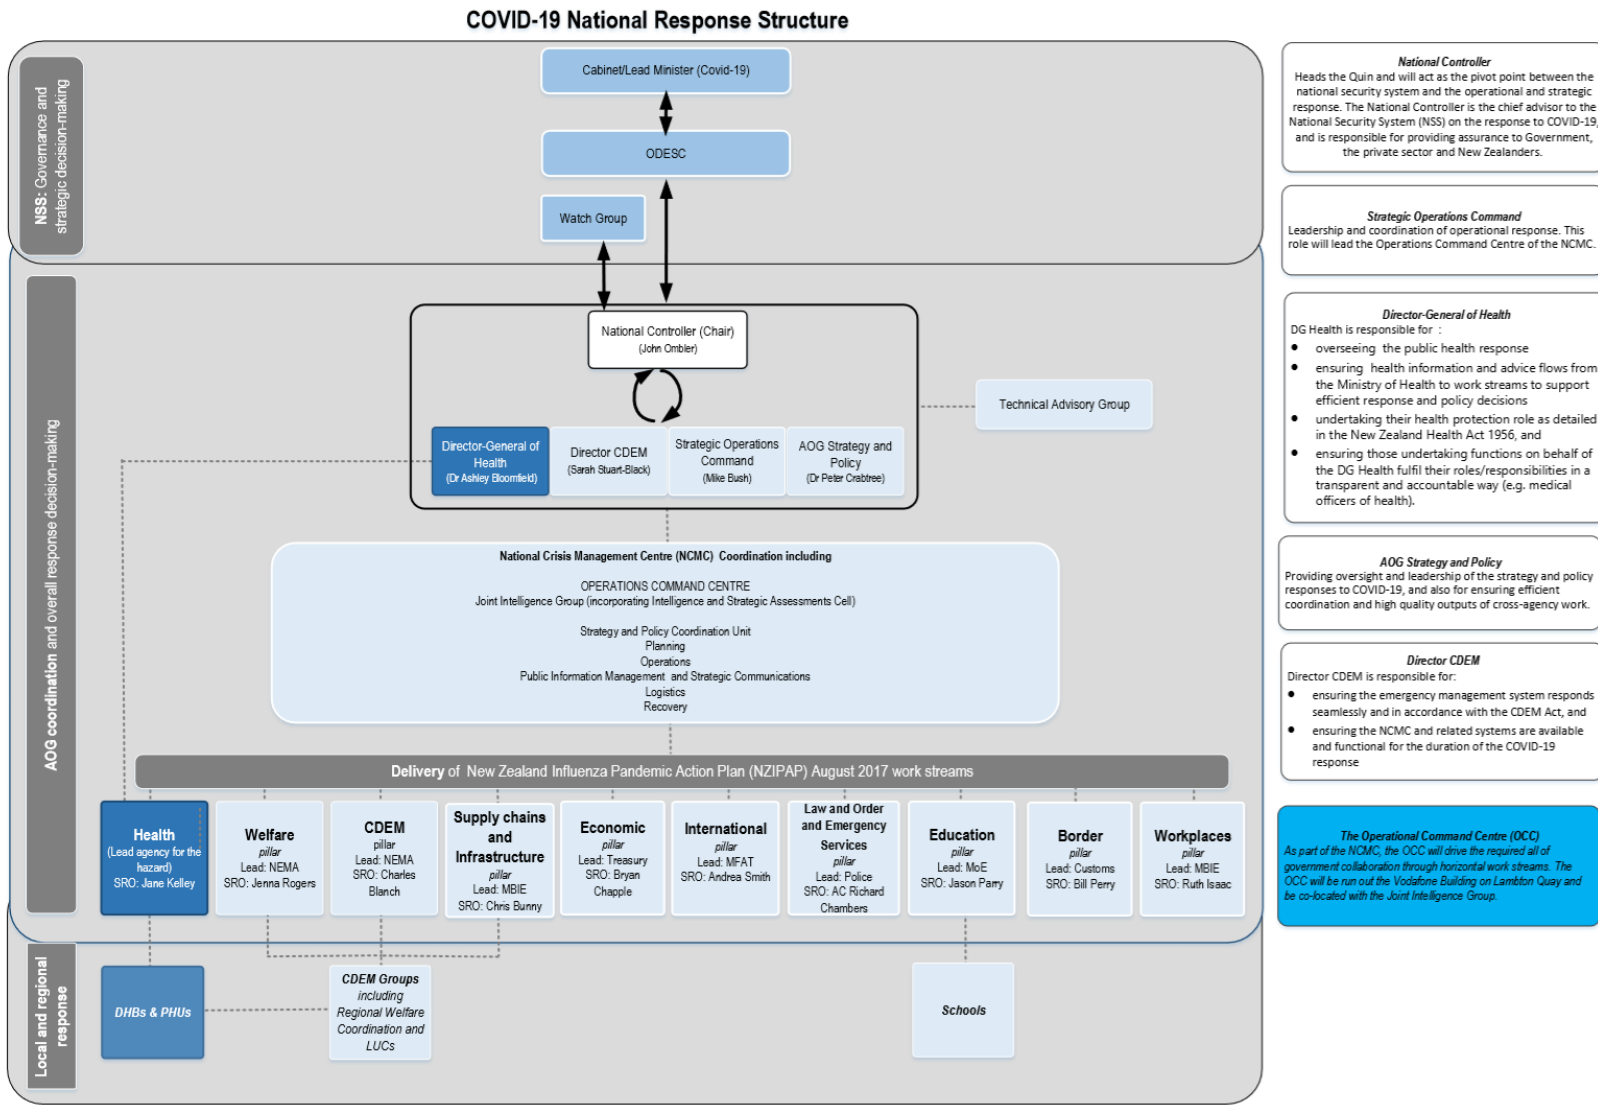 COVID-19 National Response Structure
NSS: Governance and
strategic decision-making
Cabinet/Lead Minister (Covid-19)
ODESC
Watch Group
AOG coordination and overall response decision-making
National Controller (Chair)
(John Ombler)
Director-General of
Health
(Dr Ashley Bloomfield)
Director CDEM
(Sarah Stuart-Black)
Strategic Operations
Command
(Mike Bush)
AOG Strategy and
Policy
(Dr Peter Crabtree)
Technical Advisory Group
National Crisis Management Centre (NCMC) Coordination including
OPERATIONS COMMAND CENTRE
Joint Intelligence Group (incorporating Intelligence and Strategic Assessments Cell)
Strategy and Policy Coordination Unit
Planning
Operations
Public Information Management and Strategic Communications
Logistics
Recovery
Delivery of New Zealand Influenza Pandemic Action Plan (NZIPAP) August 2017 work streams
Health
(Lead agency for the
hazard)
SRO: Jane Kelley
Welfare
pillar
Lead: NEMA
SRO: Jenna Rogers
CDEM
pillar
Lead: NEMA
SRO: Charles
Blanch
Supply chains
and
Infrastructure
pillar
Lead: MBIE
SRO: Chris Bunny
Economic
pillar
Lead: Treasury
SRO: Bryan
Chapple
International
pillar
Lead: MFAT
SRO: Andrea Smith
Law and Order
and Emergency
Services
pillar
Lead: Police
SRO: AC Richard
Chambers
Education
pillar
Lead: MoE
SRO: Jason Parry
Border
pillar
Lead: Customs
SRO: Bill Perry
Workplaces
pillar
Lead: MBIE
SRO: Ruth Isaac
Local and regional
response
DHBs & PHUs
CDEM Groups
including
Regional Welfare
Coordination and
LUCs
Schools
National Controller
Heads the Quin and will act as the pivot point between the
national security system and the operational and strategic
response. The National Controller is the chief advisor to the
National Security System (NSS) on the response to COVID-19,
and is responsible for providing assurance to Government,
the private sector and New Zealanders.
Strategic Operations Command
Leadership and coordination of operational response. This
role will lead the Operations Command Centre of the NCMC.
Director-General of Health
DG Health is responsible for :
● overseeing the public health response
● ensuring health information and advice flows from
the Ministry of Health to work streams to support
efficient response and policy decisions
● undertaking their health protection role as detailed
in the New Zealand Health Act 1956, and
● ensuring those undertaking functions on behalf of
the DG Health fulfil their roles/responsibilities in a
transparent and accountable way (e.g. medical
officers of health).
AOG Strategy and Policy
Providing oversight and leadership of the strategy and policy
responses to COVID-19, and also for ensuring efficient
coordination and high quality outputs of cross-agency work.
Director CDEM
Director CDEM is responsible for:
● ensuring the emergency management system responds
seamlessly and in accordance with the CDEM Act, and
● ensuring the NCMC and related systems are available
and functional for the duration of the COVID-19
response
The Operational Command Centre (OCC)
As part of the NCMC, the OCC will drive the required all of
government collaboration through horizontal work streams. The
OCC will be run out the Vodafone Building on Lambton Quay and
be co-located with the Joint Intelligence Group.